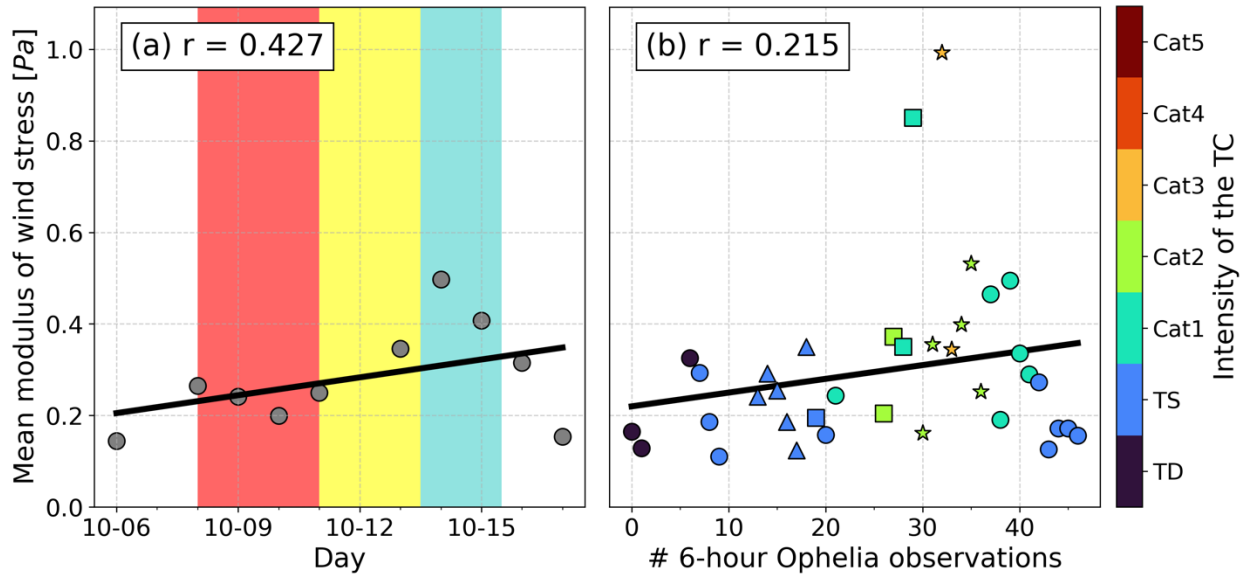 Mean modulus of wind stress [Pa]
1.0
0.8
0.6
0.4
0.2
0.0
(a) r = 0.427
10-06
10-09
10-12
10-15
Day
(b) r = 0.215
0
10
20
30
40
# 6-hour Ophelia observations
Cat5
Cat4
Cat3
Cat2
Cat1
TS
TD
Intensity of the TC